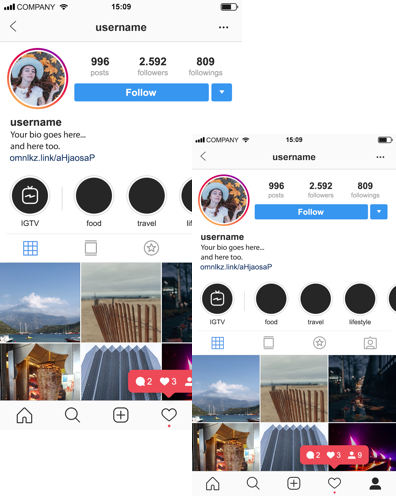 COMPANY 15:09
username
996 2.592 809
posts followers followings
Follow
username
Your bio goes here...
and here too.
omnlkz.link/aHjaosaP
IGTV food travel lif
2 3
COMPANY 15:09
username
996 2.592 809
posts followers followings
Follow
username
Your bio goes here...
and here too.
omnlkz.link/aHjaosaP
IGTV food travel lifestyle
2 3 9